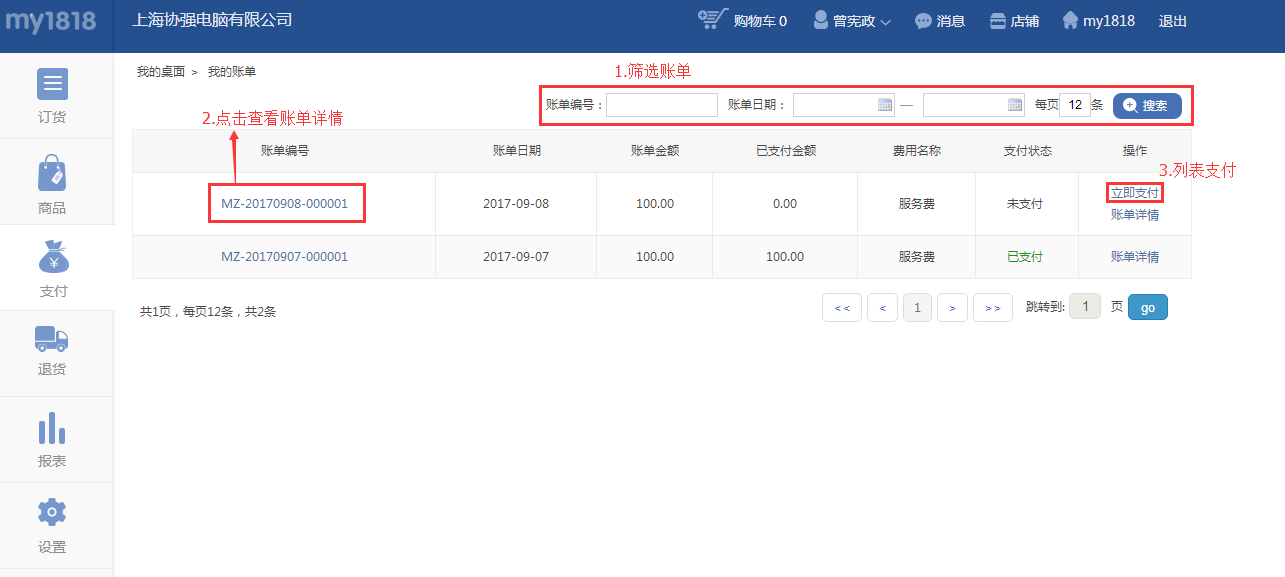 my1818
上海协强电脑有限公司
购物车 0
曾宪政
消息
店铺
my1818
退出
订货
商品
支付
退货
报表
设置
我的桌面 > 我的账单
1.筛选账单
账单编号：
账单日期：
—
每页 12 条
搜索
2.点击查看账单详情
账单编号 账单日期 账单金额 已支付金额 费用名称 支付状态 操作
3.列表支付
MZ-20170908-000001 2017-09-08 100.00 0.00 服务费 未支付 立即支付
账单详情
MZ-20170907-000001 2017-09-07 100.00 100.00 服务费 已支付 账单详情
共1页，每页12条，共2条
<< < 1 > >> 跳转到: 1 页 go